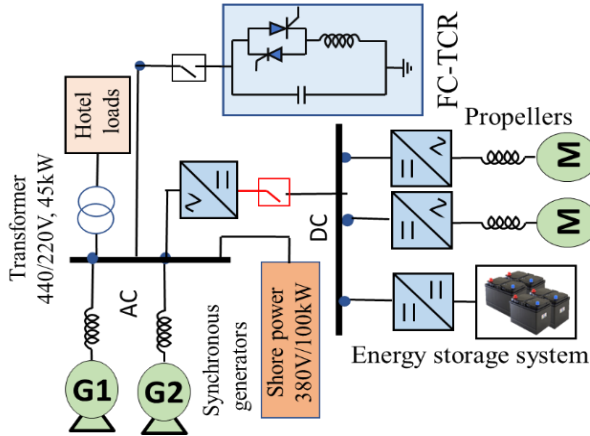 FC-TCR
Hotel
loads
Propellers
M
Transformer
440/220V, 45kW
DC
M
AC
Synchronous
generators
Shore power
380V/100kW
Energy storage system
G1
G2